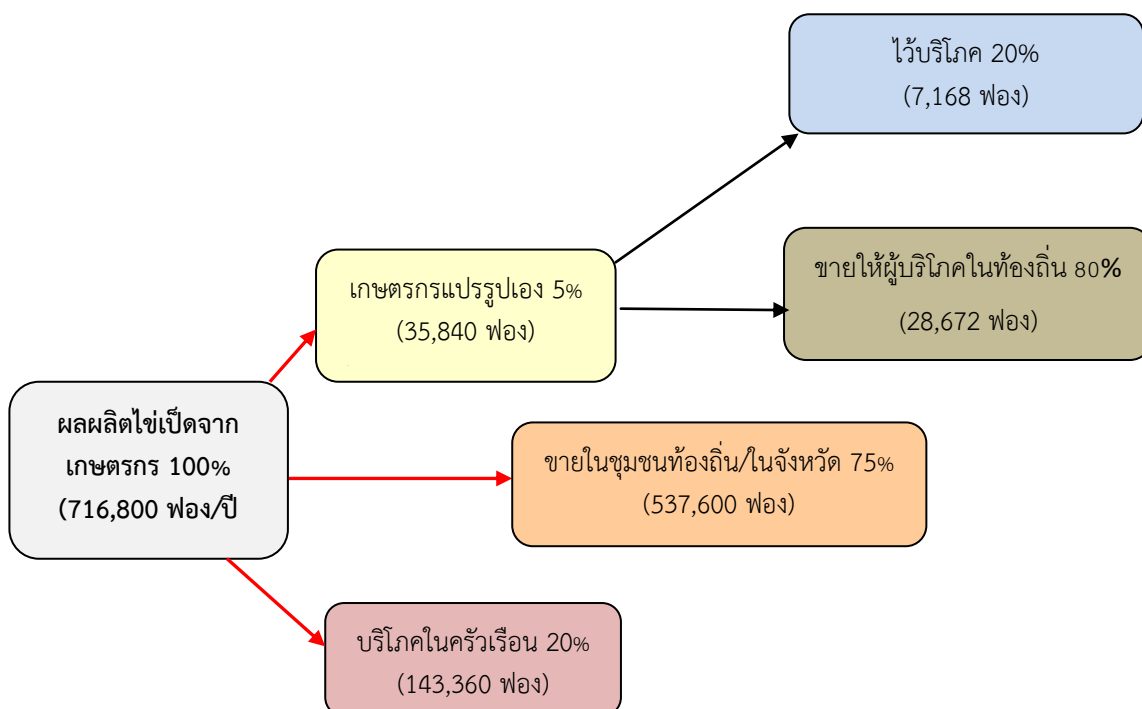 ไว้บริโภค 20%
(7,168 ฟอง)
ขายให้ผู้บริโภคในท้องถิ่น 80%
(28,672 ฟอง)
เกษตรกรแปรรูปเอง 5%
(35,840 ฟอง)
ผลผลิตไข่เป็ดจาก
เกษตรกร 100%
(716,800 ฟอง/ปี
ขายในชุมชนท้องถิ่น/ในจังหวัด 75%
(537,600 ฟอง)
บริโภคในครัวเรือน 20%
(143,360 ฟอง)